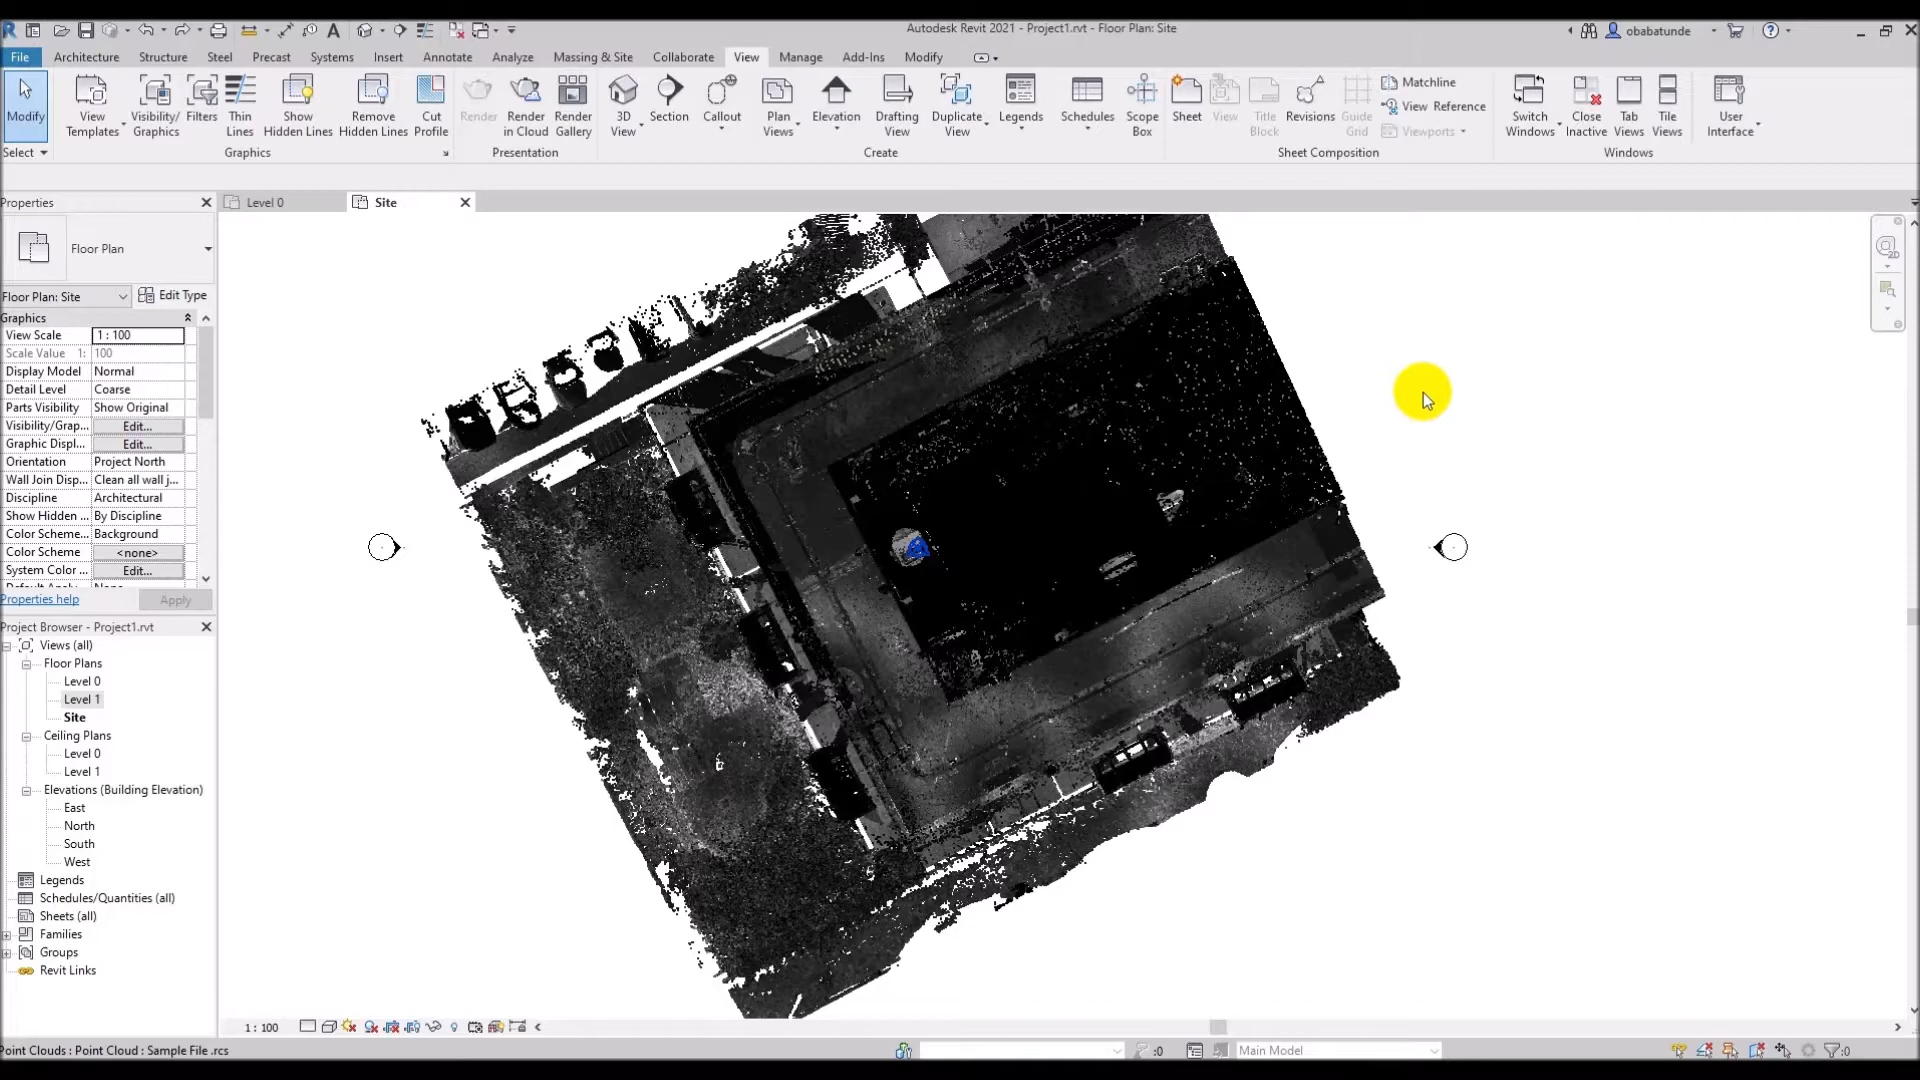 Autodesk Revit 2021 - Project1.rvt - Floor Plan: Site
obabatunde
File
Architecture
Structure
Steel
Precast
Systems
Insert
Annotate
Analyze
Massing & Site
Collaborate
View
Manage
Add-Ins
Modify
Modify
View Templates
Visibility/ Graphics
Filters
Thin Lines
Show Hidden Lines
Remove Hidden Lines
Cut Profile
Render
Render in Cloud
Render Gallery
3D View
Section
Callout
Plan Views
Elevation
Drafting View
Duplicate View
Legends
Schedules
Scope Box
Sheet
View
Title Block
Revisions
Guide Grid
Matchline
View Reference
Viewports
Switch Windows
Close Inactive
Tab Views
Tile Views
User Interface
Select
Graphics
Presentation
Create
Sheet Composition
Windows
Properties
Level 0
Site
Floor Plan
Floor Plan: Site
Edit Type
Graphics
View Scale 1 : 100
Scale Value 1: 100
Display Model Normal
Detail Level Coarse
Parts Visibility Show Original
Visibility/Grap... Edit...
Graphic Displ... Edit...
Orientation Project North
Wall Join Disp... Clean all wall j...
Discipline Architectural
Show Hidden ... By Discipline
Color Scheme... Background
Color Scheme <none>
System Color ... Edit...
Properties help
Apply
Project Browser - Project1.rvt
Views (all)
Floor Plans
Level 0
Level 1
Site
Ceiling Plans
Level 0
Level 1
Elevations (Building Elevation)
East
North
South
West
Legends
Schedules/Quantities (all)
Sheets (all)
Families
Groups
Revit Links
2D
1 : 100
Point Clouds : Point Cloud : Sample File .rcs
:0
Main Model
:0